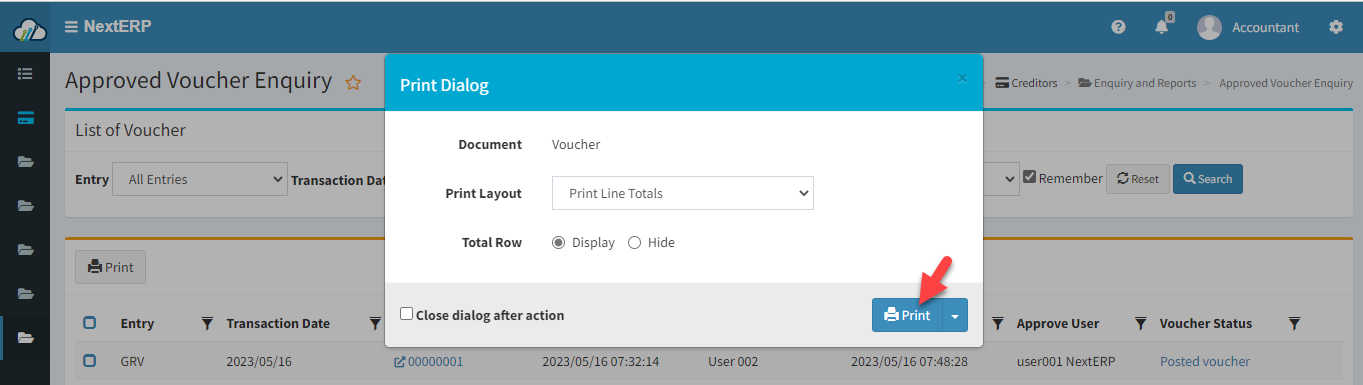 NextERP
0
Accountant
Approved Voucher Enquiry
Creditors > Enquiry and Reports > Approved Voucher Enquiry
Print Dialog
×
List of Voucher
Document Voucher
Entry All Entries Transaction Dat
Remember Reset Search
Print Layout Print Line Totals
Total Row Display Hide
Print
Close dialog after action Print
Entry Transaction Date Approve User Voucher Status
GRV 2023/05/16 00000001 2023/05/16 07:32:14 User 002 2023/05/16 07:48:28 user001 NextERP Posted voucher